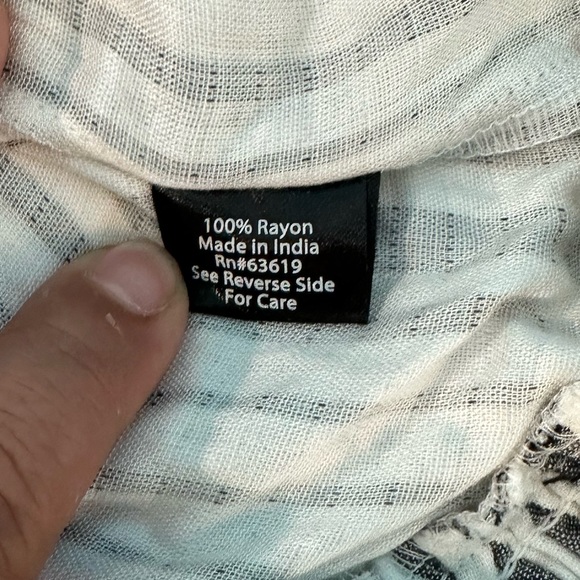 100% Rayon
Made in India
Rn#63619
See Reverse Side
For Care